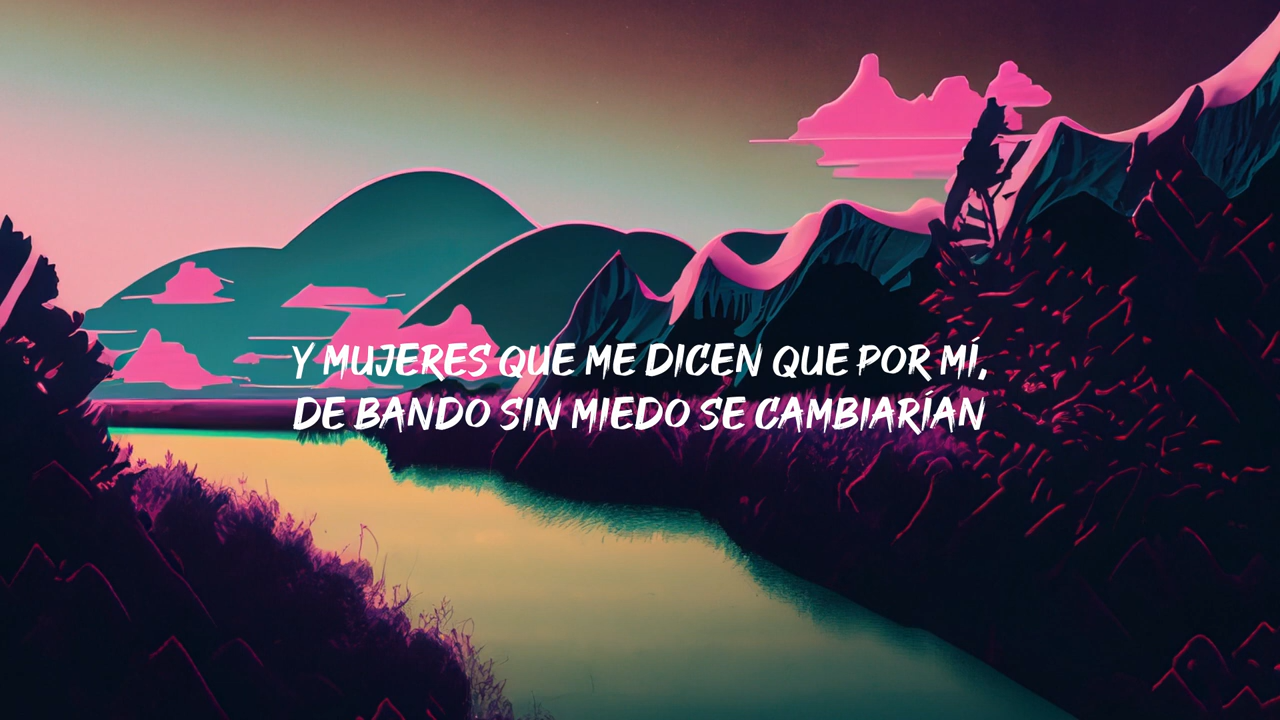 Y MUJERES QUE ME DICEN QUE POR MÍ,
DE BANDO SIN MIEDO SE CAMBIARÍAN